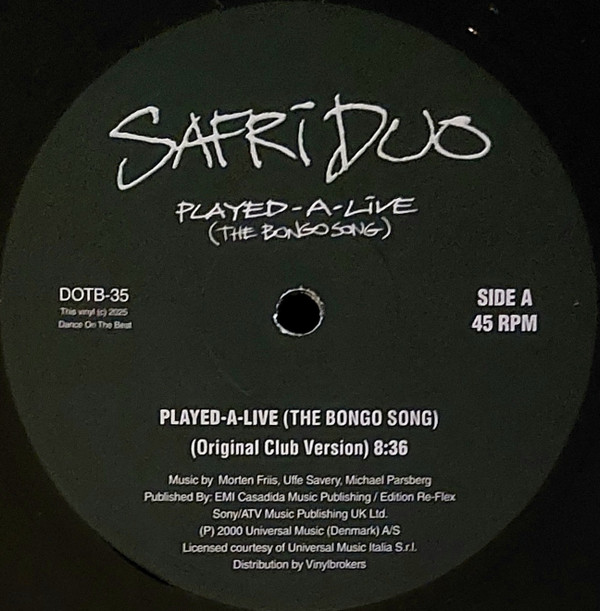 SAFRi DUO
PLAYED-A-LiVE
(THE BONGO SONG)
DOTB-35
This vinyl (c) 2025
Dance On The Beat
SIDE A
45 RPM
PLAYED-A-LIVE (THE BONGO SONG)
(Original Club Version) 8:36
Music by Morten Friis, Uffe Savery, Michael Parsberg
Published By: EMI Casadida Music Publishing / Edition Re-Flex
Sony/ATV Music Publishing UK Ltd.
(P) 2000 Universal Music (Denmark) A/S
Licensed courtesy of Universal Music Italia S.r.l.
Distribution by Vinylbrokers